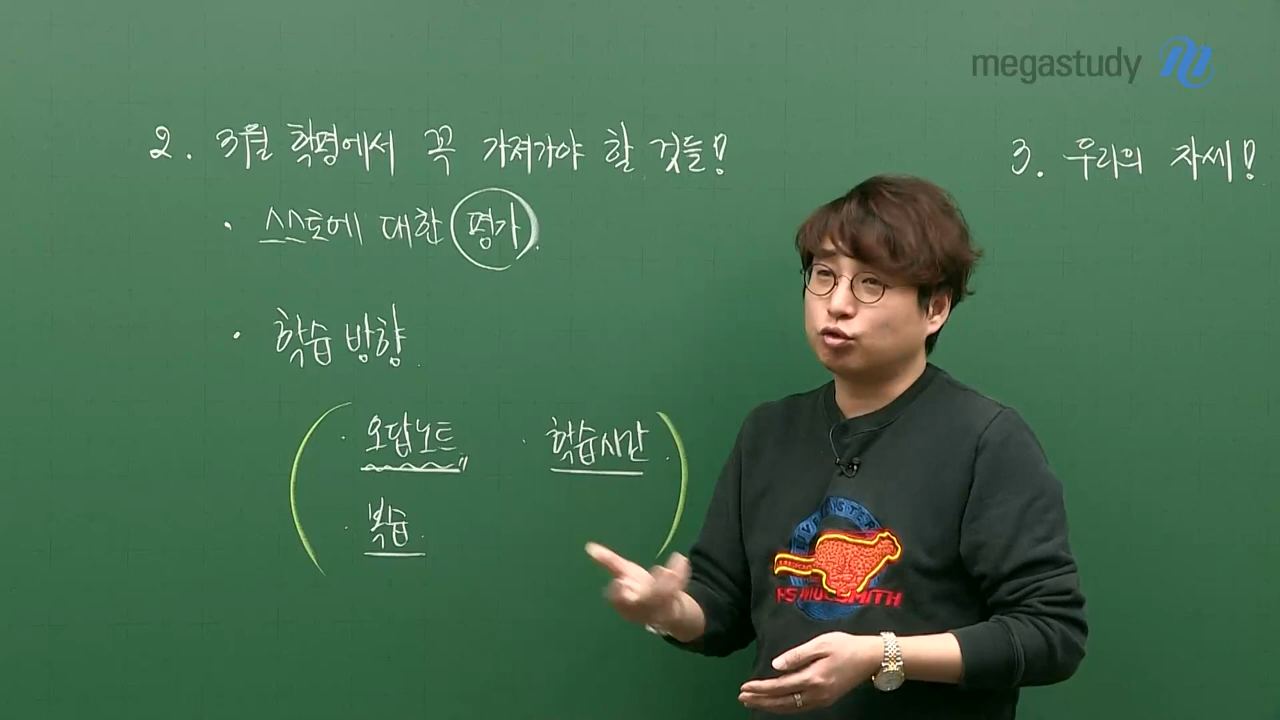 megastudy
2. 3월 학평에서 꼭 가져가야 할 것들!
· 스스로에 대한 평가.
· 학습 방향.
· 오답노트.
· 학습시간.
· 복습.
3. 우리의 자세!